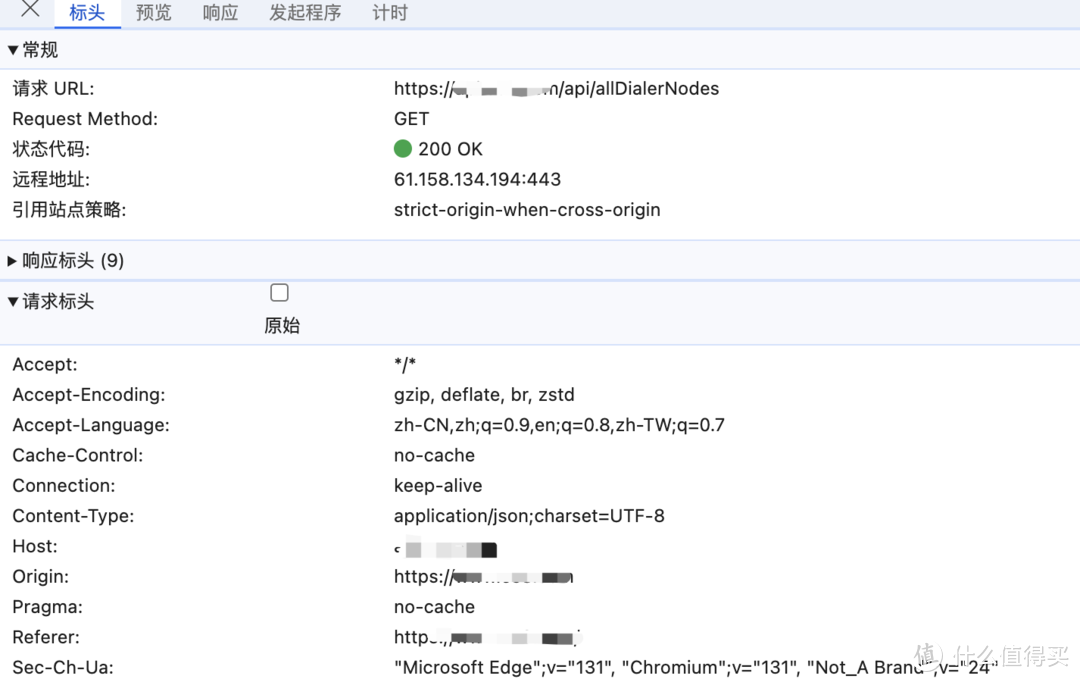 标头 预览 响应 发起程序 计时
常规
请求 URL: https:// /api/allDialerNodes
Request Method: GET
状态代码: 200 OK
远程地址: 61.158.134.194:443
引用站点策略: strict-origin-when-cross-origin
响应标头 (9)
请求标头
原始
Accept: */*
Accept-Encoding: gzip, deflate, br, zstd
Accept-Language: zh-CN,zh;q=0.9,en;q=0.8,zh-TW;q=0.7
Cache-Control: no-cache
Connection: keep-alive
Content-Type: application/json;charset=UTF-8
Host:
Origin: https://
Pragma: no-cache
Referer:
Sec-Ch-Ua: "Microsoft Edge";v="131", "Chromium";v="131", "Not_A Brand";v="24"
值 什么值得买